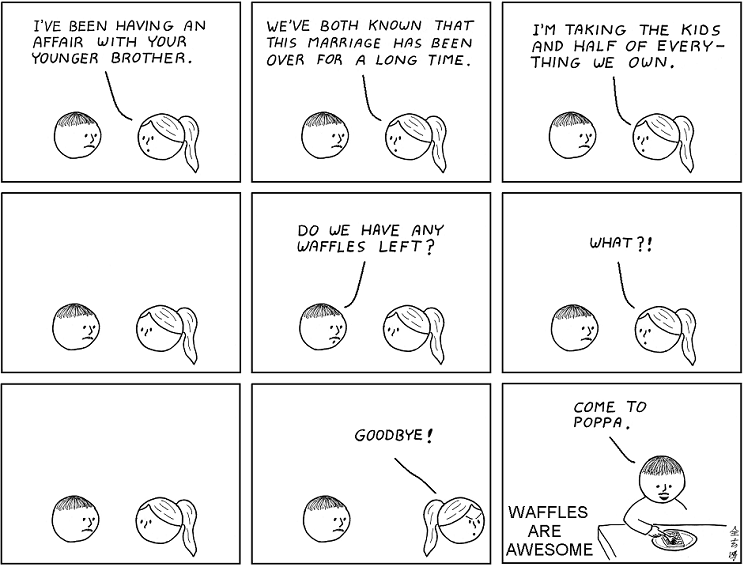 I'VE BEEN HAVING AN
AFFAIR WITH YOUR
YOUNGER BROTHER.
WE'VE BOTH KNOWN THAT
THIS MARRIAGE HAS BEEN
OVER FOR A LONG TIME.
I'M TAKING THE KIDS
AND HALF OF EVERY-
THING WE OWN.
DO WE HAVE ANY
WAFFLES LEFT?
WHAT?!
GOODBYE!
COME TO
POPPA.
WAFFLES
ARE
AWESOME